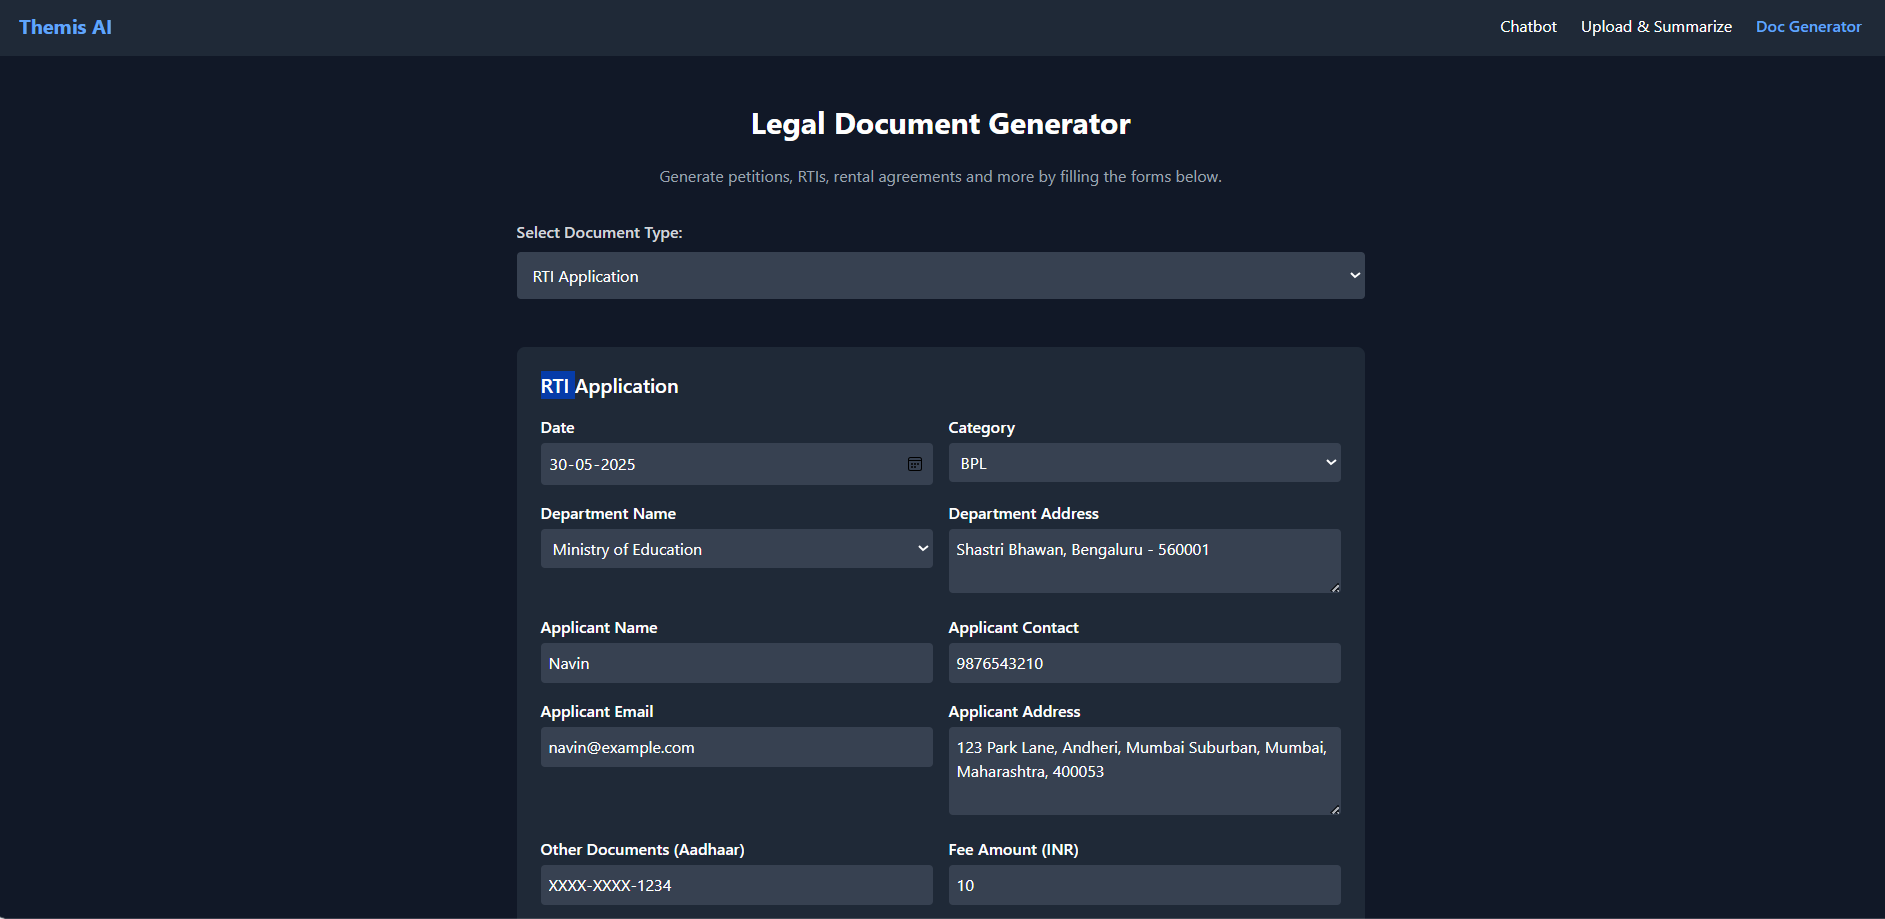 Themis AI
Chatbot
Upload & Summarize
Doc Generator
Legal Document Generator
Generate petitions, RTIs, rental agreements and more by filling the forms below.
Select Document Type:
RTI Application
RTI Application
Date
Category
30-05-2025
BPL
Department Name
Department Address
Ministry of Education
Shastri Bhawan, Bengaluru - 560001
Applicant Name
Applicant Contact
Navin
9876543210
Applicant Email
Applicant Address
navin@example.com
123 Park Lane, Andheri, Mumbai Suburban, Mumbai,
Maharashtra, 400053
Other Documents (Aadhaar)
Fee Amount (INR)
XXXX-XXXX-1234
10